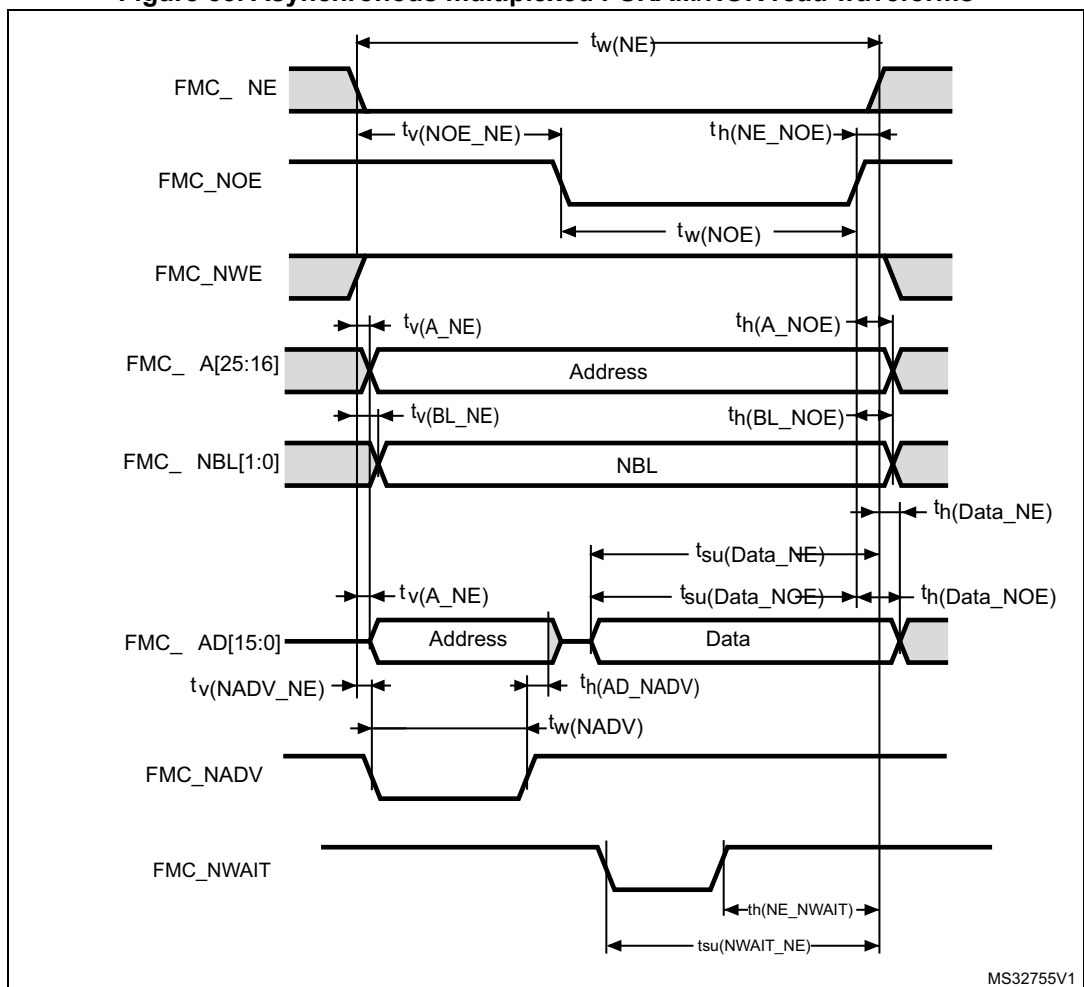 tw(NE)
FMC_ NE
tv(NOE_NE)
th(NE_NOE)
FMC_NOE
tw(NOE)
FMC_NWE
tv(A_NE)
th(A_NOE)
FMC_ A[25:16]
Address
tv(BL_NE)
th(BL_NOE)
FMC_ NBL[1:0]
NBL
th(Data_NE)
tsu(Data_NE)
tv(A_NE)
tsu(Data_NOE)
th(Data_NOE)
FMC_ AD[15:0]
Address
Data
tv(NADV_NE)
th(AD_NADV)
tw(NADV)
FMC_NADV
FMC_NWAIT
th(NE_NWAIT)
tsu(NWAIT_NE)
MS32755V1